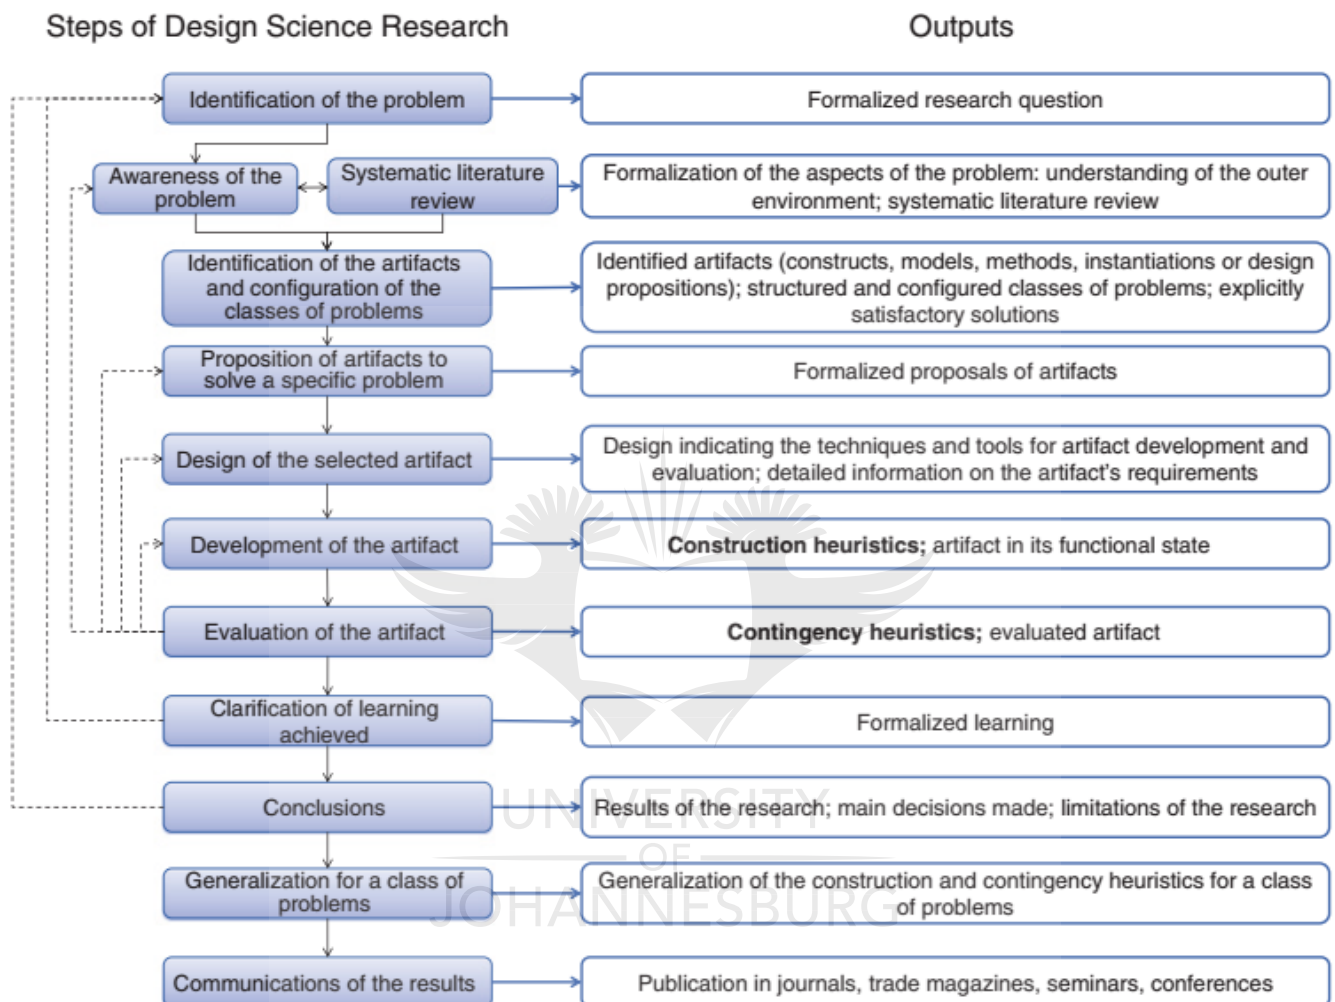 Steps of Design Science Research
Outputs
Identification of the problem
Formalized research question
Awareness of the
problem
Systematic literature
review
Formalization of the aspects of the problem: understanding of the outer
environment; systematic literature review
Identification of the artifacts
and configuration of the
classes of problems
Identified artifacts (constructs, models, methods, instantiations or design
propositions); structured and configured classes of problems; explicitly
satisfactory solutions
Proposition of artifacts to
solve a specific problem
Formalized proposals of artifacts
Design of the selected artifact
Design indicating the techniques and tools for artifact development and
evaluation; detailed information on the artifact's requirements
Development of the artifact
Construction heuristics; artifact in its functional state
Evaluation of the artifact
Contingency heuristics; evaluated artifact
Clarification of learning
achieved
Formalized learning
Conclusions
Results of the research; main decisions made; limitations of the research
Generalization for a class of
problems
Generalization of the construction and contingency heuristics for a class
of problems
Communications of the results
Publication in journals, trade magazines, seminars, conferences
UNIVERSITY
OF
JOHANNESBURG